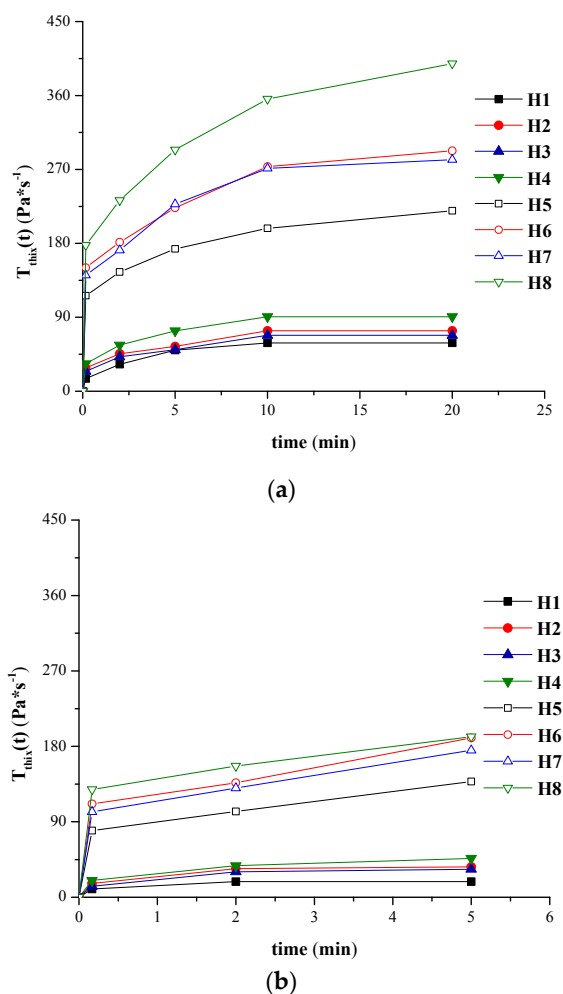 450
360
270
180
90
0
T_thix(t) (Pa*s^-1)
0 5 10 15 20 25
time (min)
H1
H2
H3
H4
H5
H6
H7
H8
(a)
450
360
270
180
90
0
T_thix(t) (Pa*s^-1)
0 1 2 3 4 5 6
time (min)
H1
H2
H3
H4
H5
H6
H7
H8
(b)